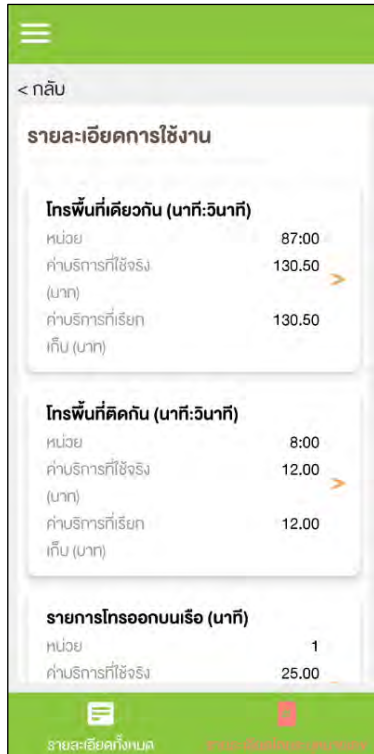 < กลับ
รายละเอียดการใช้งาน
โทรพื้นที่เดียวกัน (นาที:วินาที)
หน่วย 87:00
ค่าบริการที่ใช้จริง 130.50 >
(บาท)
ค่าบริการที่เรียก 130.50
เก็บ (บาท)
โทรพื้นที่ติดกัน (นาที:วินาที)
หน่วย 8:00
ค่าบริการที่ใช้จริง 12.00 >
(บาท)
ค่าบริการที่เรียก 12.00
เก็บ (บาท)
รายการโทรออกบนเรือ (นาที)
หน่วย 1
ค่าบริการที่ใช้จริง 25.00
รายละเอียดทั้งหมด